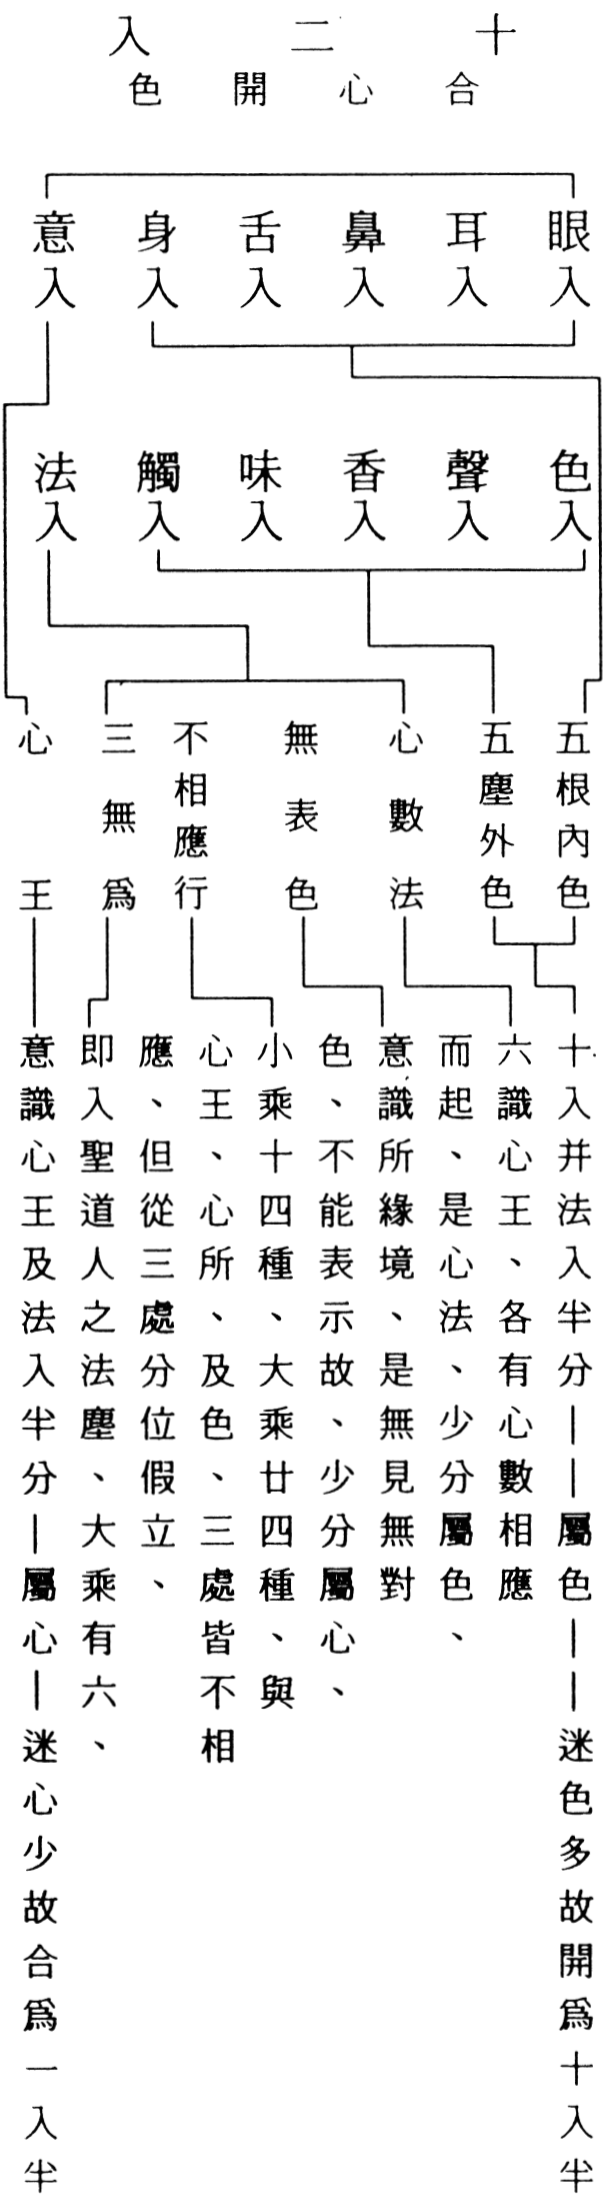 十二入
合心開色
眼入
耳入
鼻入
舌入
身入
意入
色入
聲入
香入
味入
觸入
法入
五根內色
五塵外色
心數法
無表色
不相應行
三無爲
心王
十入并法入半分——屬色——迷色多故開爲十入半
六識心王、各有心數相應
而起、是心法、少分屬色、
意識所緣境、是無見無對
色、不能表示故、少分屬心、
小乘十四種、大乘廿四種、與
心王、心所、及色、三處皆不相
應、但從三處分位假立、
即入聖道人之法塵、大乘有六、
意識心王及法入半分—屬心—迷心少故合爲一入半